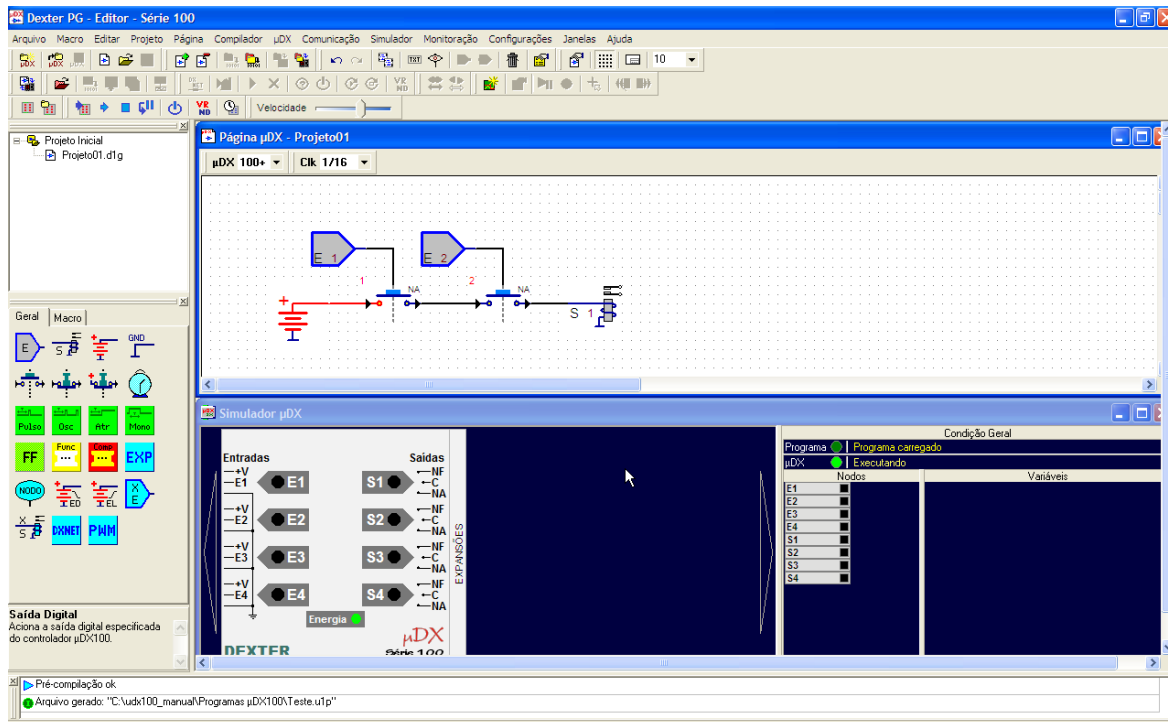 Dexter PG - Editor - Série 100
Arquivo Macro Editar Projeto Página Compilador µDX Comunicação Simulador Monitoração Configurações Janelas Ajuda
10
Velocidade
Projeto Inicial
Projeto01.d1g
Página µDX - Projeto01
µDX 100+ Clk 1/16
E 1
E 2
1
NA
2
NA
S 1
Geral Macro
E
S
E
GND
Pulso Osc Atr Mono
FF Func Comp EXP
NODO ED EL X E
X E S DXNET PWM
Saída Digital
Aciona a saída digital especificada
do controlador µDX100.
Simulador µDX
Entradas Saidas
+V
E1 E1 S1 NF C NA
+V
E2 E2 S2 NF C NA
+V
E3 E3 S3 NF C NA
+V
E4 E4 S4 NF C NA
EXPANSÕES
Energia
µDX
DEXTER Série 100
Condição Geral
Programa Programa carregado
µDX Executando
Nodos Variáveis
E1
E2
E3
E4
S1
S2
S3
S4
Pré-compilação ok
Arquivo gerado: "C:\udx100_manual\Programas µDX100\Teste.u1p"